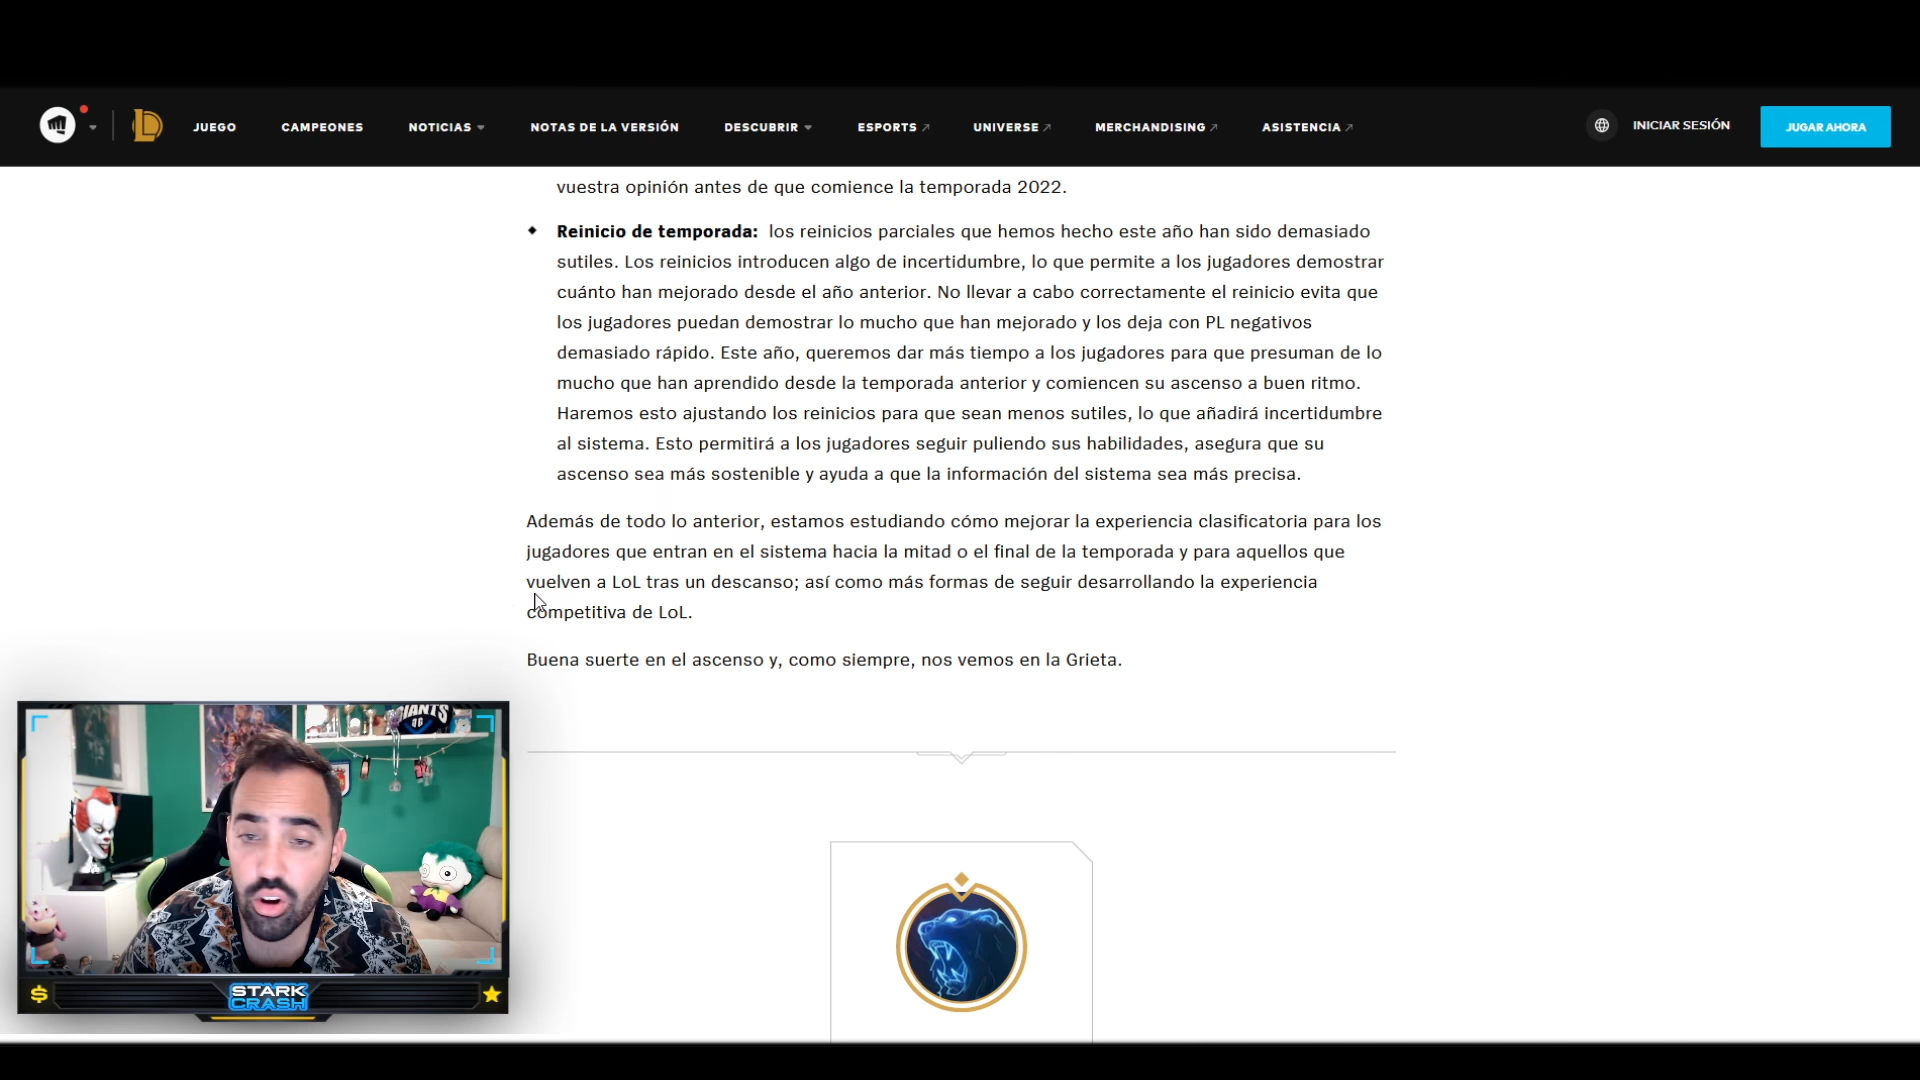 JUEGO
CAMPEONES
NOTICIAS
NOTAS DE LA VERSIÓN
DESCUBRIR
ESPORTS
UNIVERSE
MERCHANDISING
ASISTENCIA
INICIAR SESIÓN
JUGAR AHORA
vuestra opinión antes de que comience la temporada 2022.
Reinicio de temporada: los reinicios parciales que hemos hecho este año han sido demasiado
sutiles. Los reinicios introducen algo de incertidumbre, lo que permite a los jugadores demostrar
cuánto han mejorado desde el año anterior. No llevar a cabo correctamente el reinicio evita que
los jugadores puedan demostrar lo mucho que han mejorado y los deja con PL negativos
demasiado rápido. Este año, queremos dar más tiempo a los jugadores para que presuman de lo
mucho que han aprendido desde la temporada anterior y comiencen su ascenso a buen ritmo.
Haremos esto ajustando los reinicios para que sean menos sutiles, lo que añadirá incertidumbre
al sistema. Esto permitirá a los jugadores seguir puliendo sus habilidades, asegura que su
ascenso sea más sostenible y ayuda a que la información del sistema sea más precisa.
Además de todo lo anterior, estamos estudiando cómo mejorar la experiencia clasificatoria para los
jugadores que entran en el sistema hacia la mitad o el final de la temporada y para aquellos que
vuelven a LoL tras un descanso; así como más formas de seguir desarrollando la experiencia
competitiva de LoL.
Buena suerte en el ascenso y, como siempre, nos vemos en la Grieta.
GIANTS
STARK
CRASH